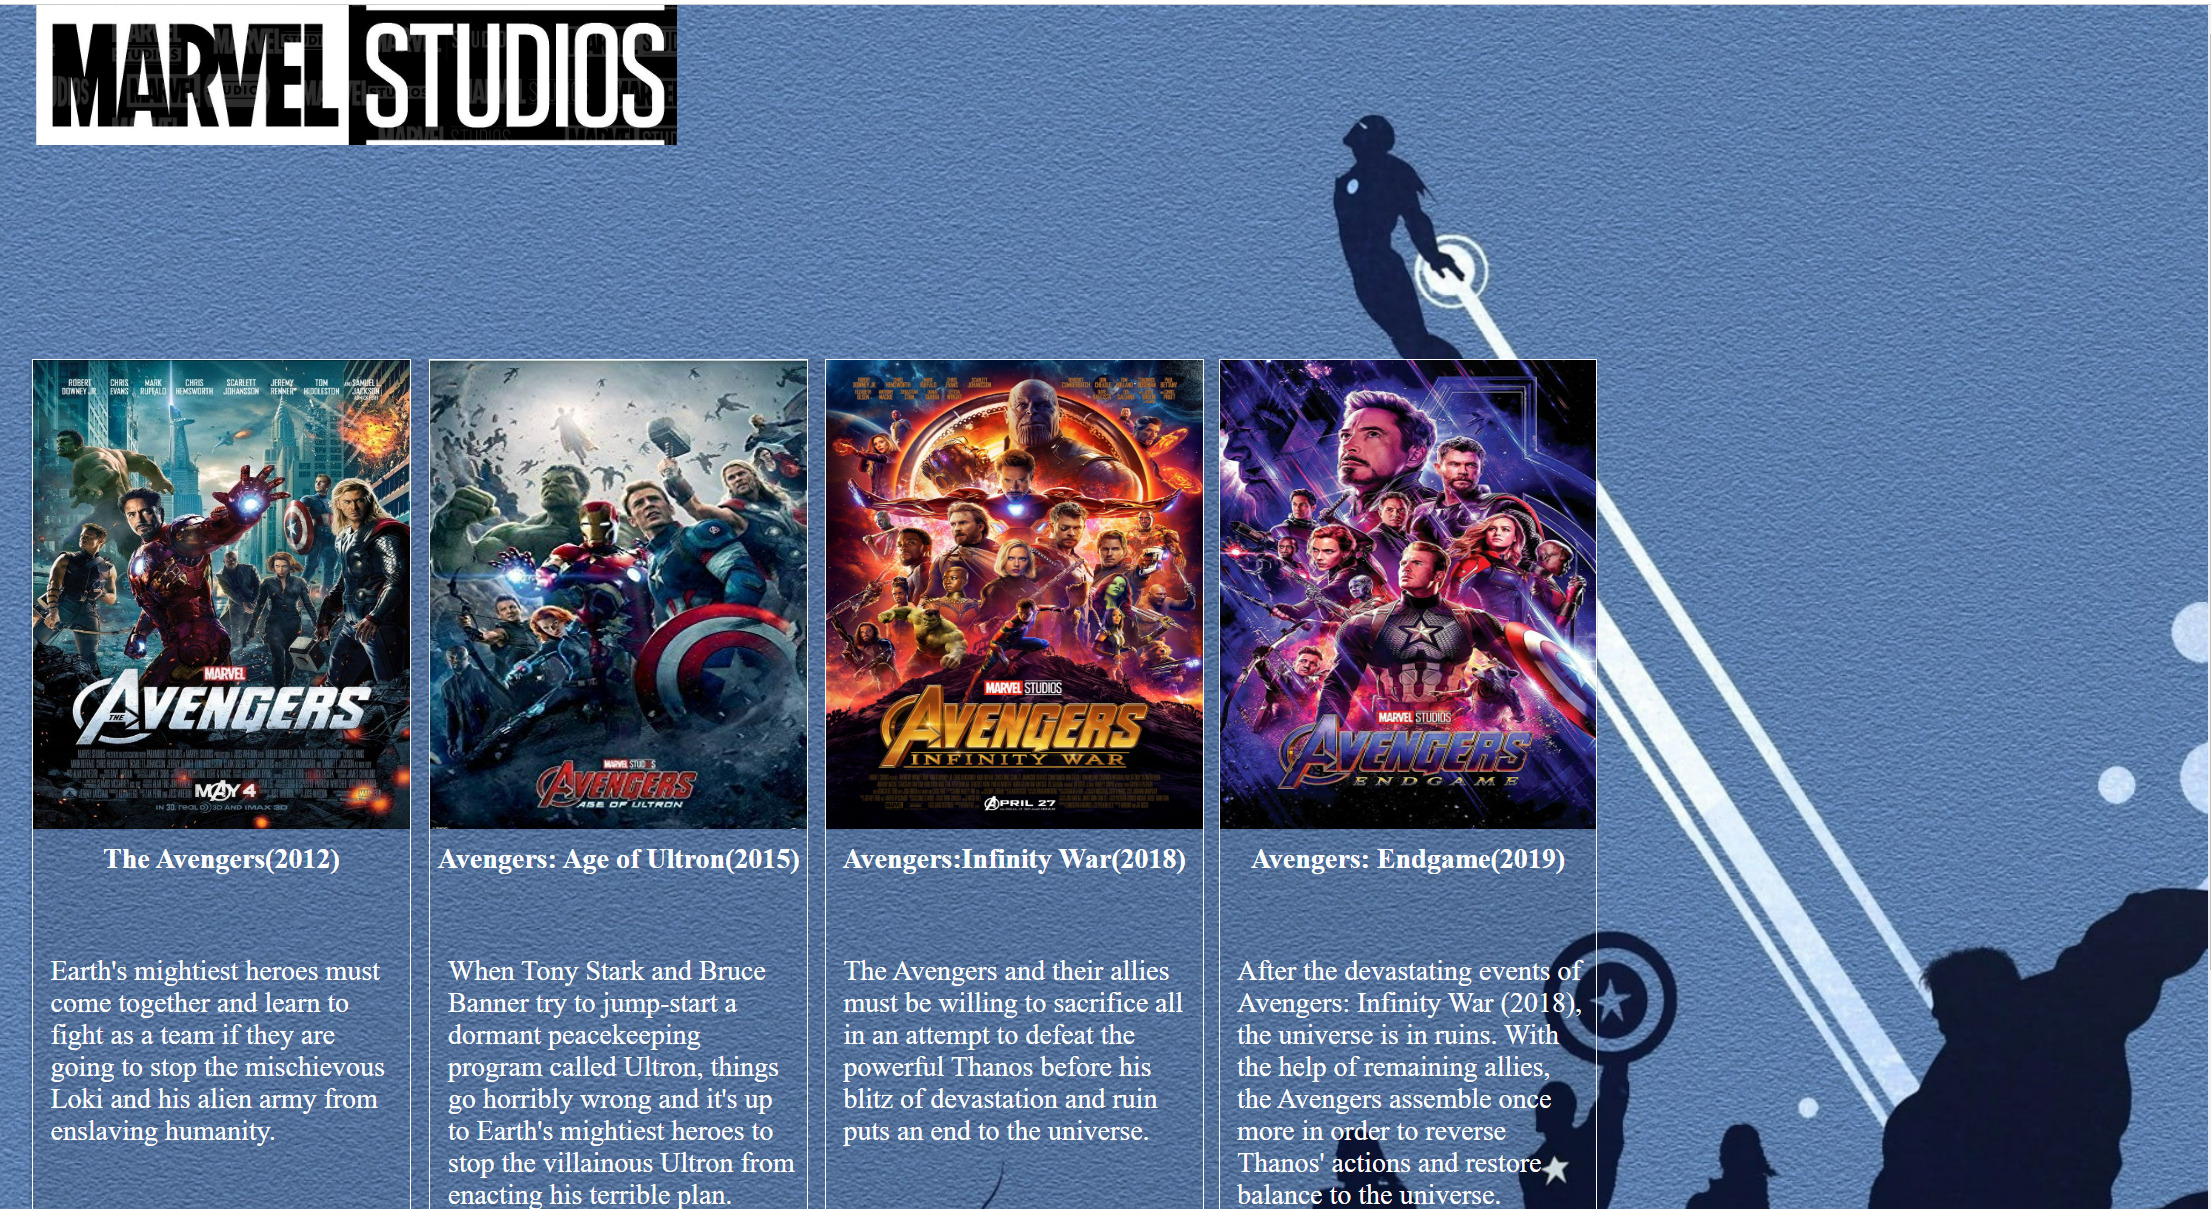 MARVEL STUDIOS
ROBERT DOWNEY JR.
CHRIS EVANS
MARK RUFFALO
CHRIS HEMSWORTH
SCARLETT JOHANSSON
JEREMY RENNER
TOM HIDDLESTON
AND SAMUEL L. JACKSON
MARVEL
THE AVENGERS
MAY 4
IN 3D, REAL D 3D AND IMAX 3D
MARVEL STUDIOS
AVENGERS
AGE OF ULTRON
MARVEL STUDIOS
AVENGERS
INFINITY WAR
APRIL 27
MARVEL STUDIOS
AVENGERS
ENDGAME
The Avengers(2012)
Earth's mightiest heroes must
come together and learn to
fight as a team if they are
going to stop the mischievous
Loki and his alien army from
enslaving humanity.
Avengers: Age of Ultron(2015)
When Tony Stark and Bruce
Banner try to jump-start a
dormant peacekeeping
program called Ultron, things
go horribly wrong and it's up
to Earth's mightiest heroes to
stop the villainous Ultron from
enacting his terrible plan.
Avengers:Infinity War(2018)
The Avengers and their allies
must be willing to sacrifice all
in an attempt to defeat the
powerful Thanos before his
blitz of devastation and ruin
puts an end to the universe.
Avengers: Endgame(2019)
After the devastating events of
Avengers: Infinity War (2018),
the universe is in ruins. With
the help of remaining allies,
the Avengers assemble once
more in order to reverse
Thanos' actions and restore
balance to the universe.